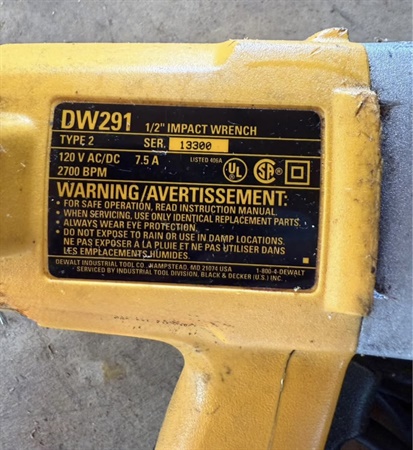 DW291 1/2" IMPACT WRENCH
TYPE 2 SER. 13300
120 V AC/DC 7.5 A LISTED 406A
2700 BPM
UL SA
WARNING/AVERTISSEMENT:
• FOR SAFE OPERATION, READ INSTRUCTION MANUAL.
• WHEN SERVICING, USE ONLY IDENTICAL REPLACEMENT PARTS.
• ALWAYS WEAR EYE PROTECTION.
• DO NOT EXPOSE TO RAIN OR USE IN DAMP LOCATIONS.
NE PAS EXPOSER À LA PLUIE ET NE PAS UTILISER DANS
LES EMPLACEMENTS HUMIDES.
DEWALT INDUSTRIAL TOOL CO., HAMPSTEAD, MD 21074 USA 1-800-4-DEWALT
SERVICED BY INDUSTRIAL TOOL DIVISION, BLACK & DECKER (U.S.) INC.